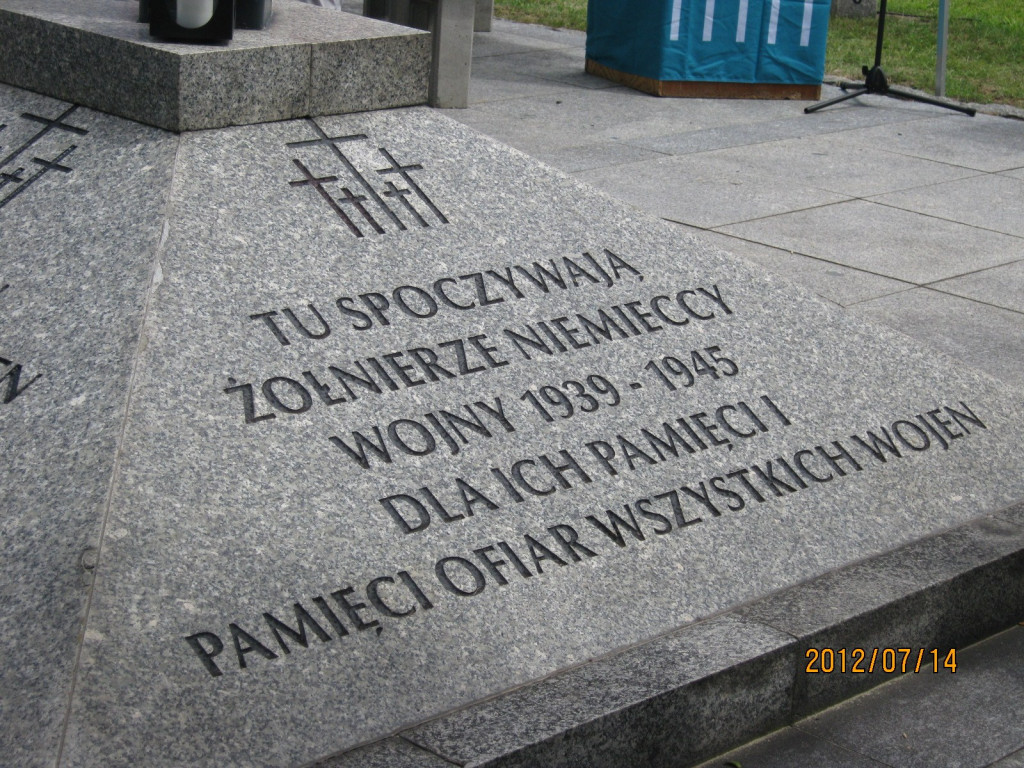 TU SPOCZYWAJĄ
ŻOŁNIERZE NIEMIECCY
WOJNY 1939 - 1945
DLA ICH PAMIĘCI I
PAMIĘCI OFIAR WSZYSTKICH WOJEN
2012/07/14